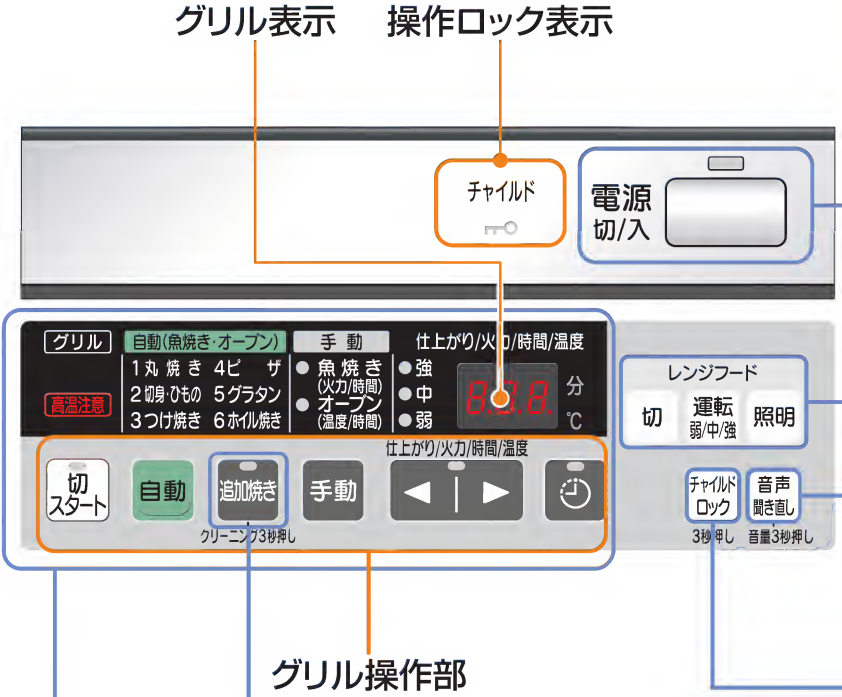 グリル表示
操作ロック表示
チャイルド
電源
切/入
グリル
自動(魚焼き・オーブン)
手動
仕上がり/火力/時間/温度
1丸焼き 4ピザ
2切身・ひもの 5グラタン
3つけ焼き 6ホイル焼き
魚焼き
(火力/時間)
オーブン
(温度/時間)
強
中
弱
8.8.8.
分
℃
高温注意
仕上がり/火力/時間/温度
切
スタート
自動
追加焼き
手動
クリーニング3秒押し
レンジフード
切
運転
弱/中/強
照明
チャイルド
ロック
3秒押し
音声
聞き直し
音量3秒押し
グリル操作部